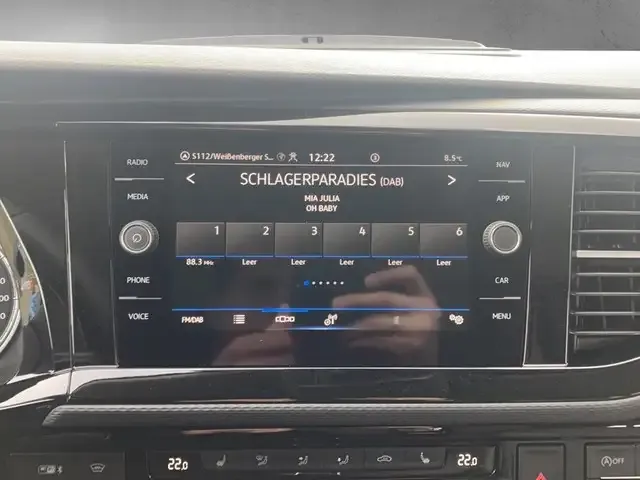 RADIO
MEDIA
PHONE
VOICE
S112/Weißenberger S... 12:22 8.5°C
SCHLAGERPARADIES (DAB)
MIA JULIA
OH BABY
1 2 3 4 5 6
88.3 MHz Leer Leer Leer Leer Leer
FM/DAB
NAV
APP
CAR
MENU
22.0
22.0
OFF